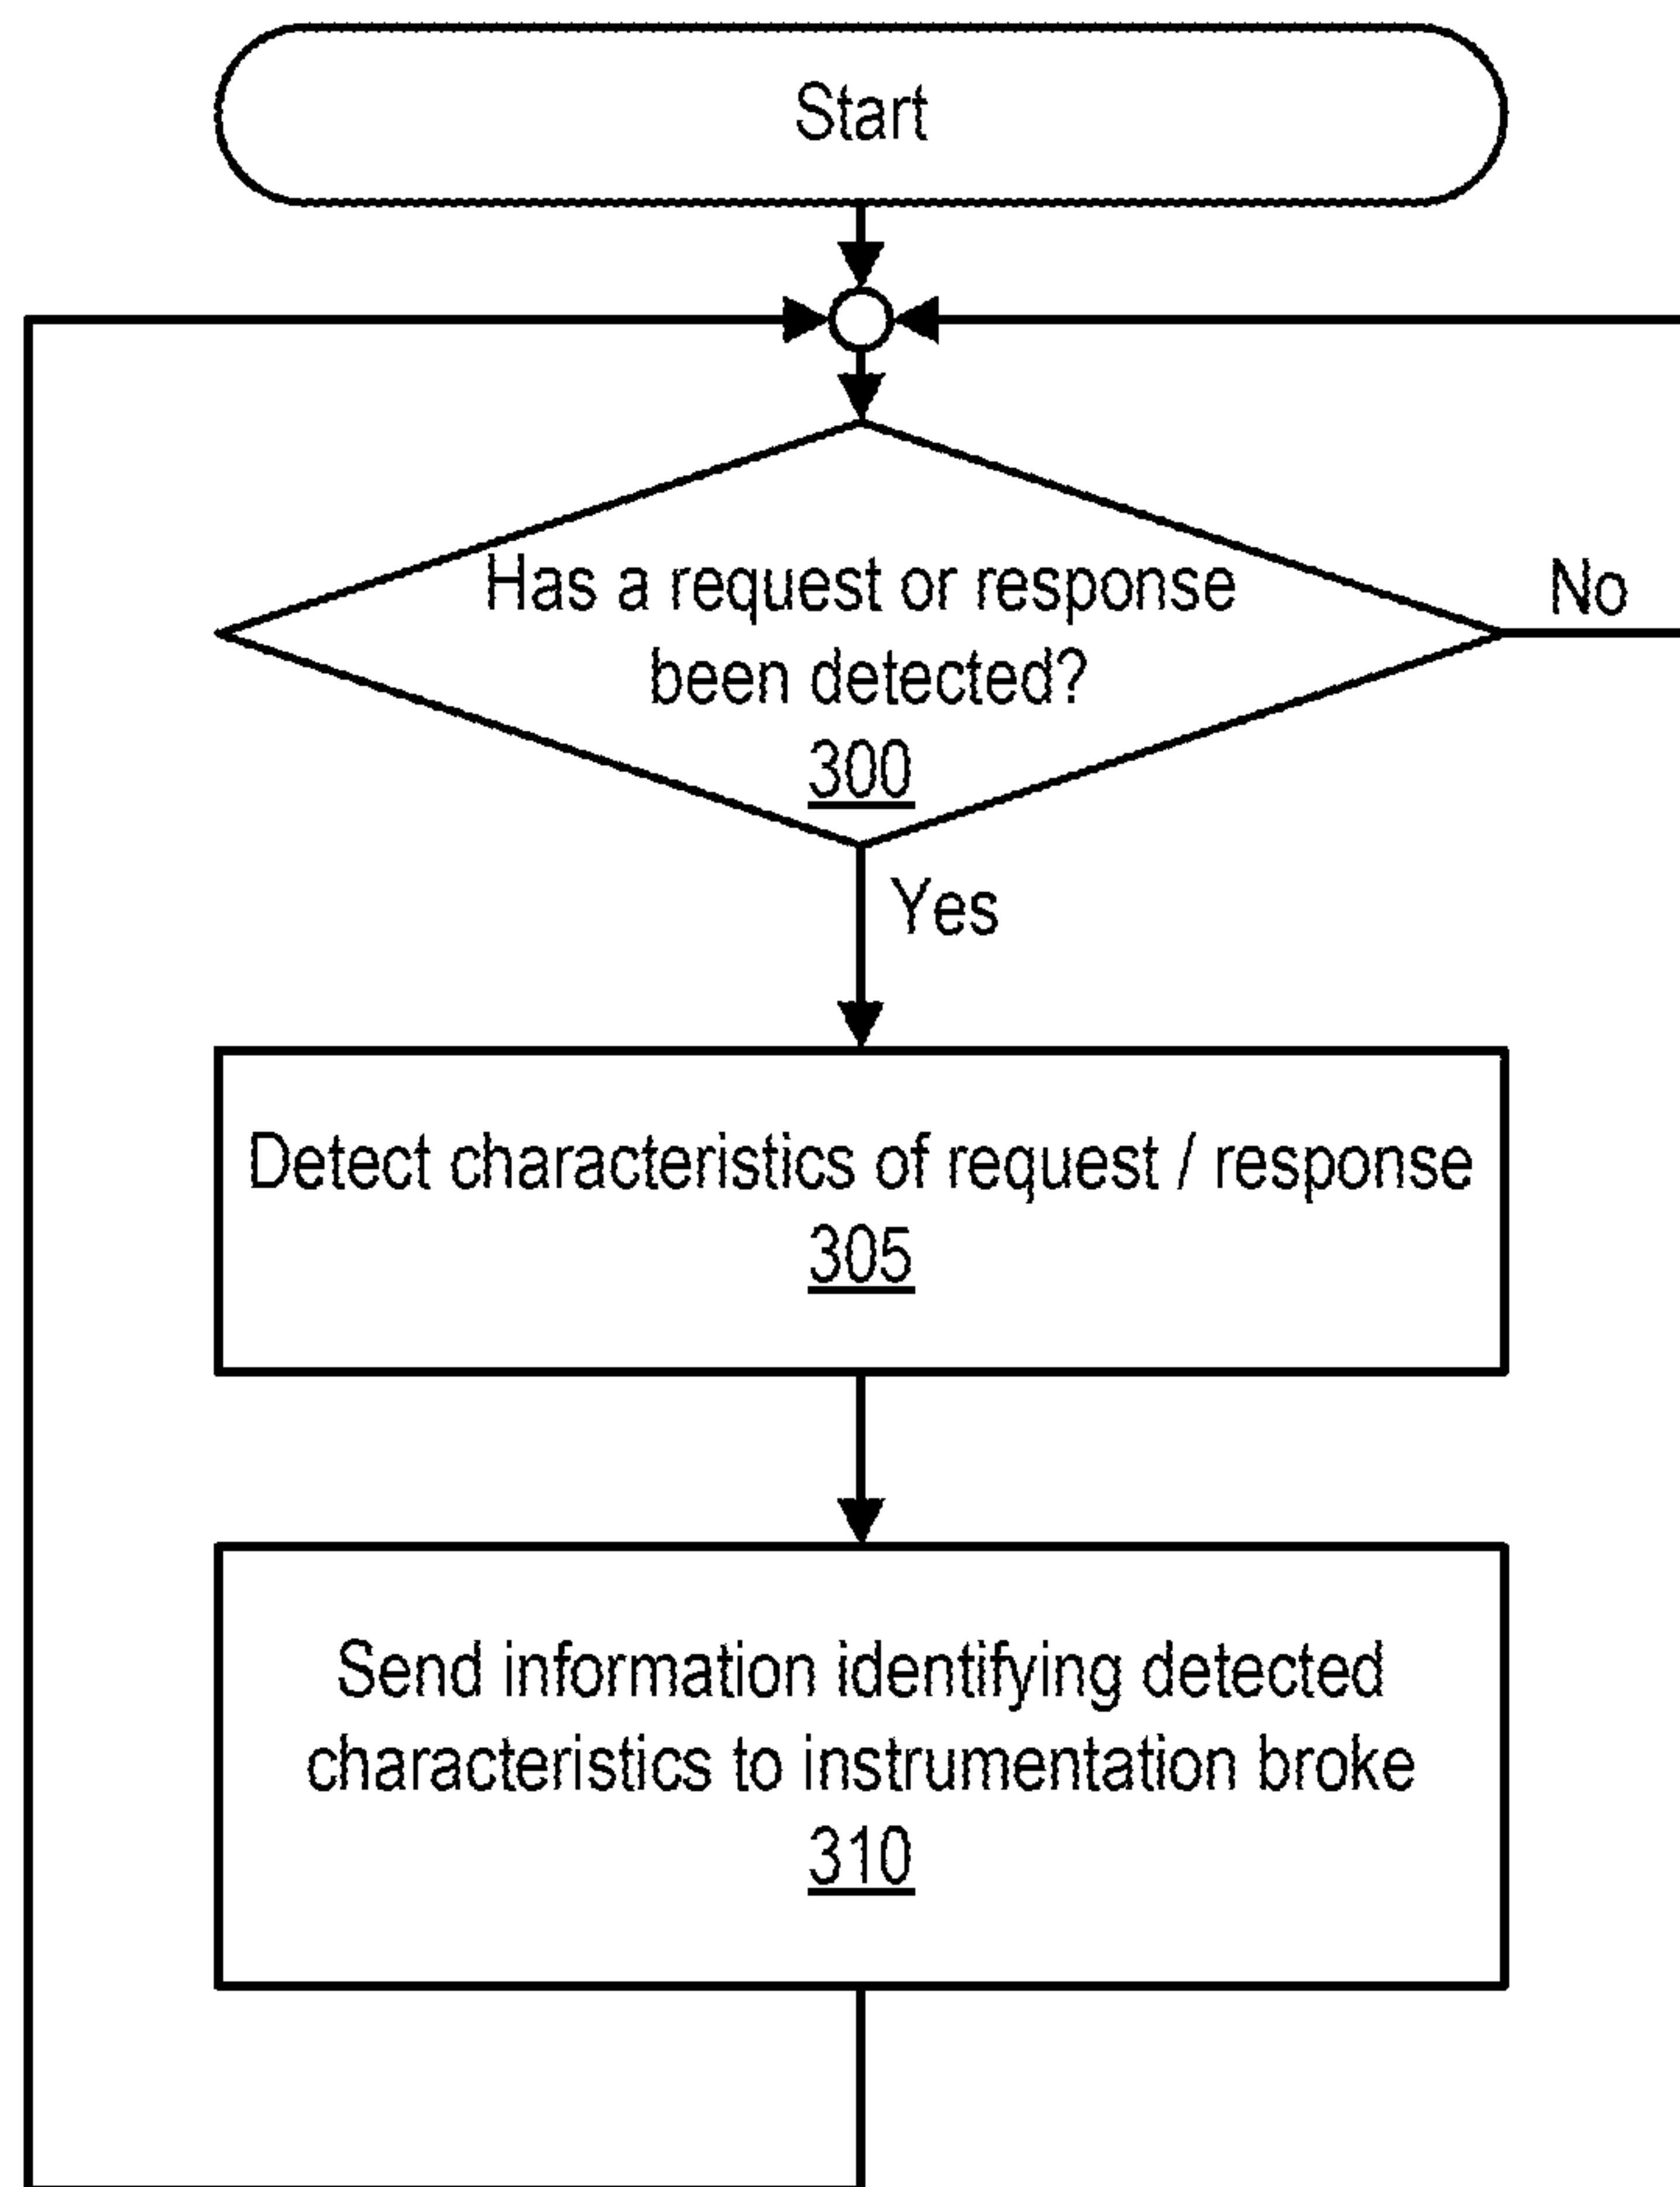 Start
Has a request or response
been detected?
300
No
Yes
Detect characteristics of request / response
305
Send information identifying detected
characteristics to instrumentation broke
310